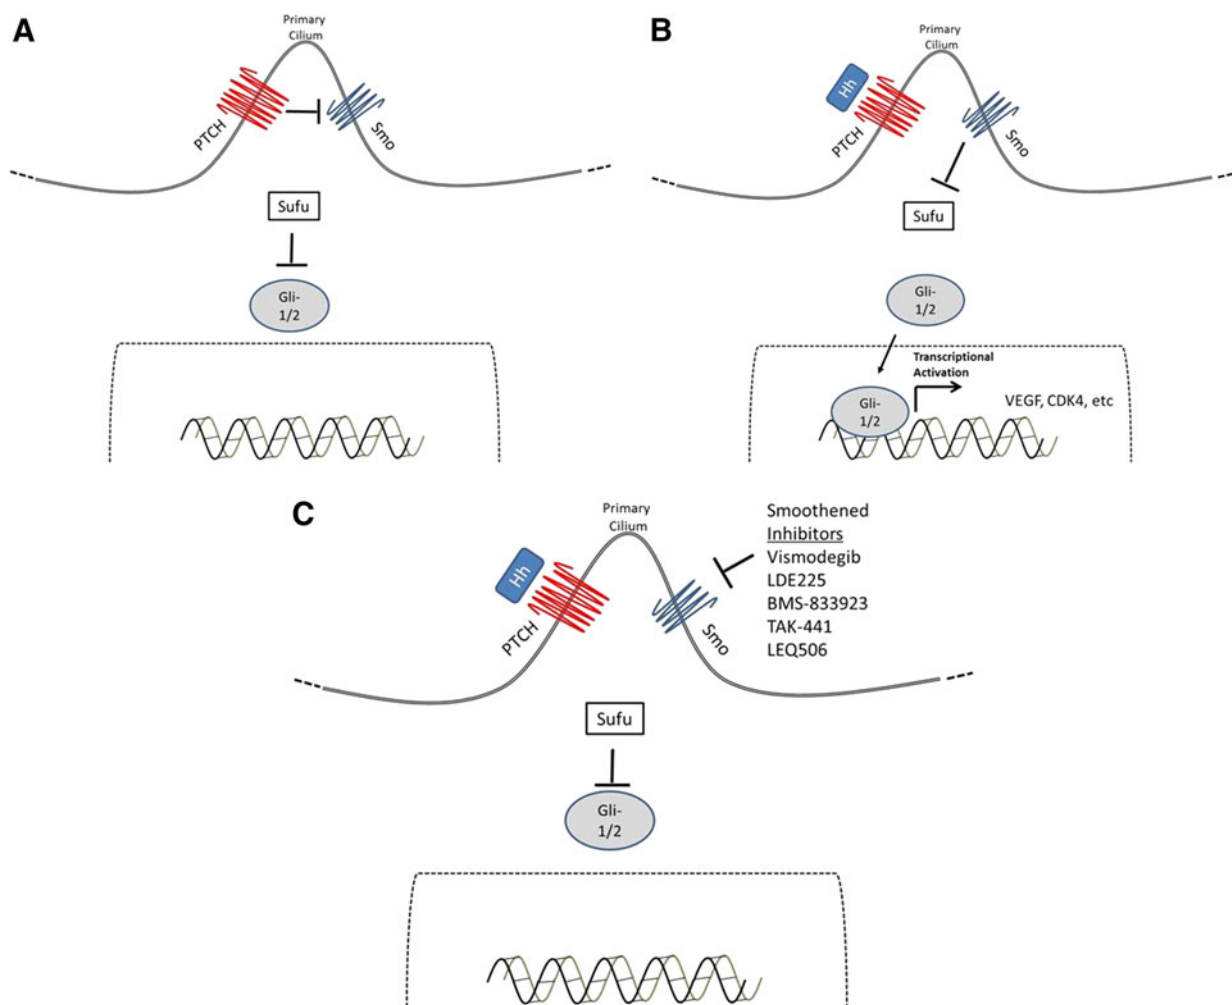 A
Primary
Cilium
PTCH
Smo
Sufu
Gli-
1/2
B
Primary
Cilium
Hh
PTCH
Smo
Sufu
Gli-
1/2
Transcriptional
Activation
Gli-
1/2
VEGF, CDK4, etc
C
Primary
Cilium
Hh
PTCH
Smo
Smoothened
Inhibitors
Vismodegib
LDE225
BMS-833923
TAK-441
LEQ506
Sufu
Gli-
1/2